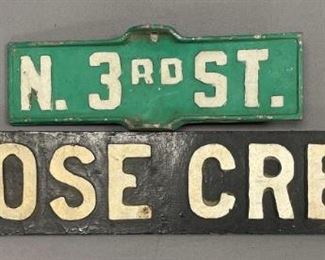 N. 3RD ST.
OSE CRE